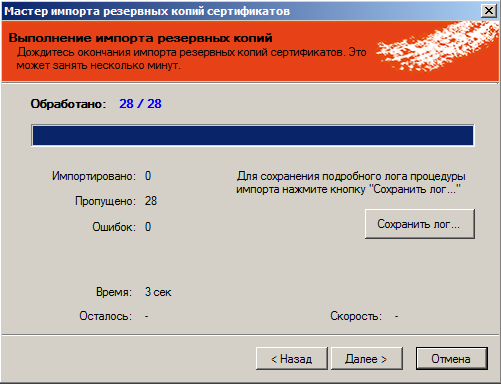 Мастер импорта резервных копий сертификатов
Выполнение импорта резервных копий
Дождитесь окончания импорта резервных копий сертификатов. Это
может занять несколько минут.
Обработано: 28 / 28
Импортировано: 0
Пропущено: 28
Ошибок: 0
Для сохранения подробного лога процедуры
импорта нажмите кнопку "Сохранить лог..."
Сохранить лог...
Время: 3 сек
Осталось: -
Скорость: -
< Назад
Далее >
Отмена